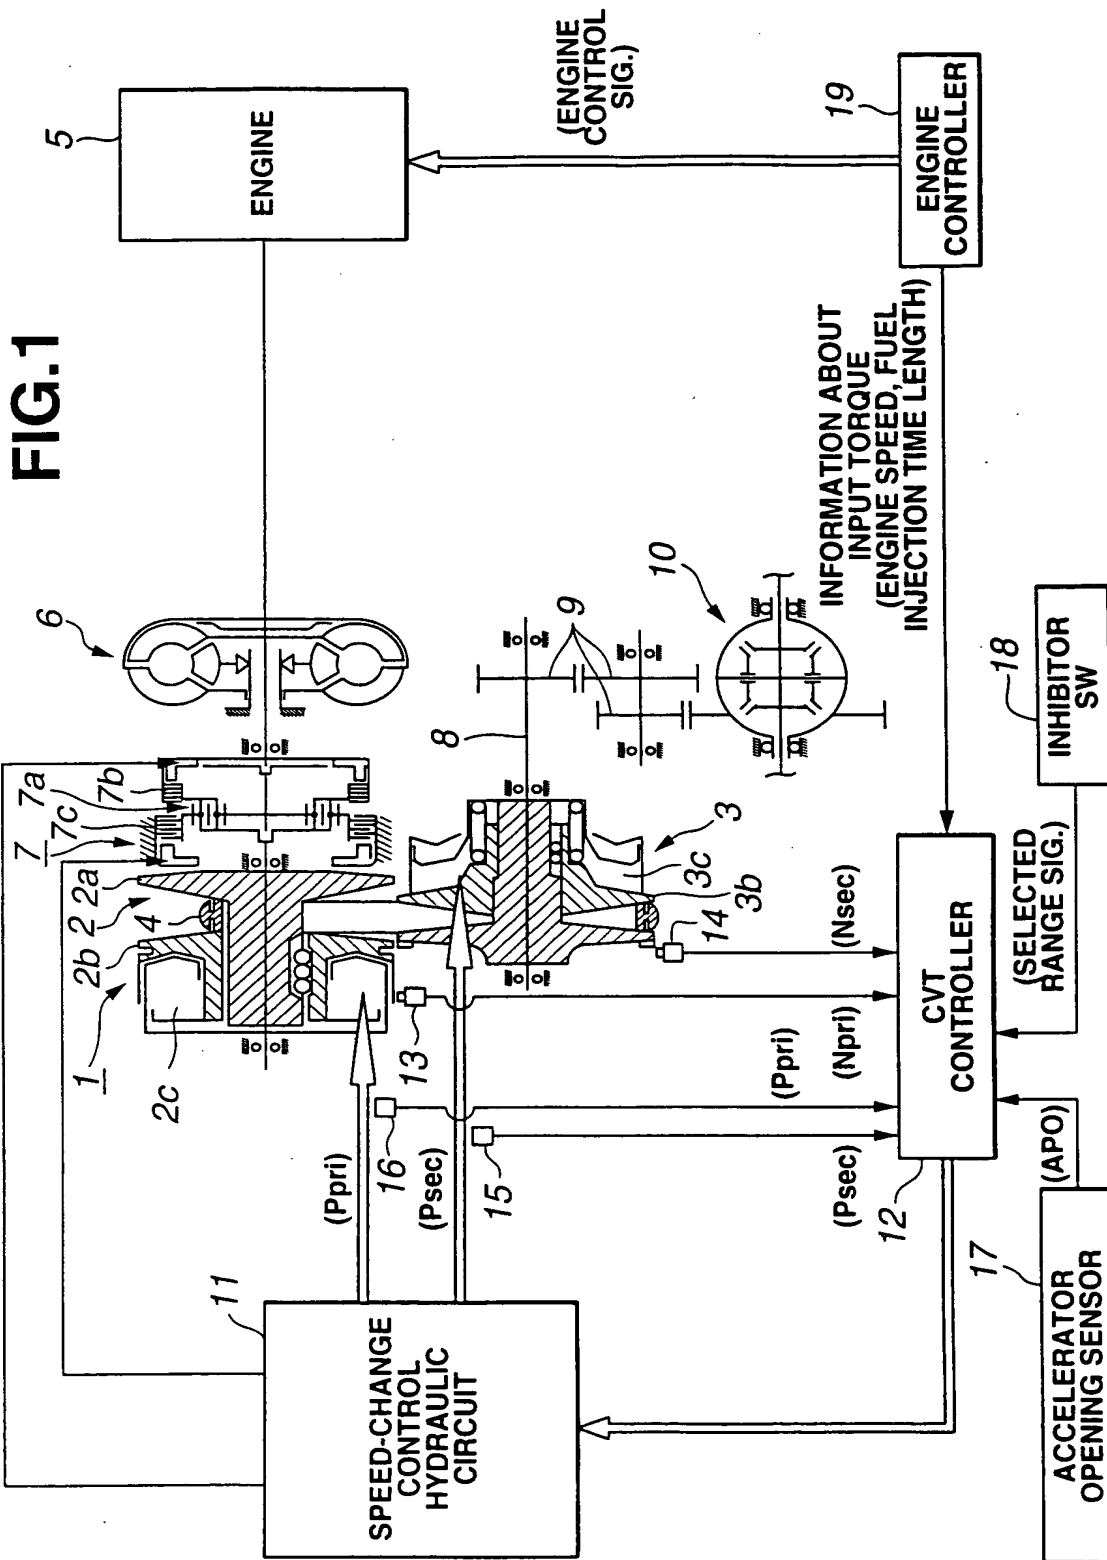 FIG.1
5
ENGINE
(ENGINE
CONTROL
SIG.)
19
ENGINE
CONTROLLER
6
INFORMATION ABOUT
INPUT TORQUE
(ENGINE SPEED, FUEL
INJECTION TIME LENGTH)
10
9
8
18
INHIBITOR
SW
7
7a
7b
7c
2
2a
4
2b
1
2c
3
3c
3b
14
13
16
15
(Nsec)
(Npri)
(Ppri)
(Psec)
(SELECTED
RANGE SIG.)
CVT
CONTROLLER
12
(Ppri)
(Psec)
(APO)
11
SPEED-CHANGE
CONTROL
HYDRAULIC
CIRCUIT
17
ACCELERATOR
OPENING SENSOR